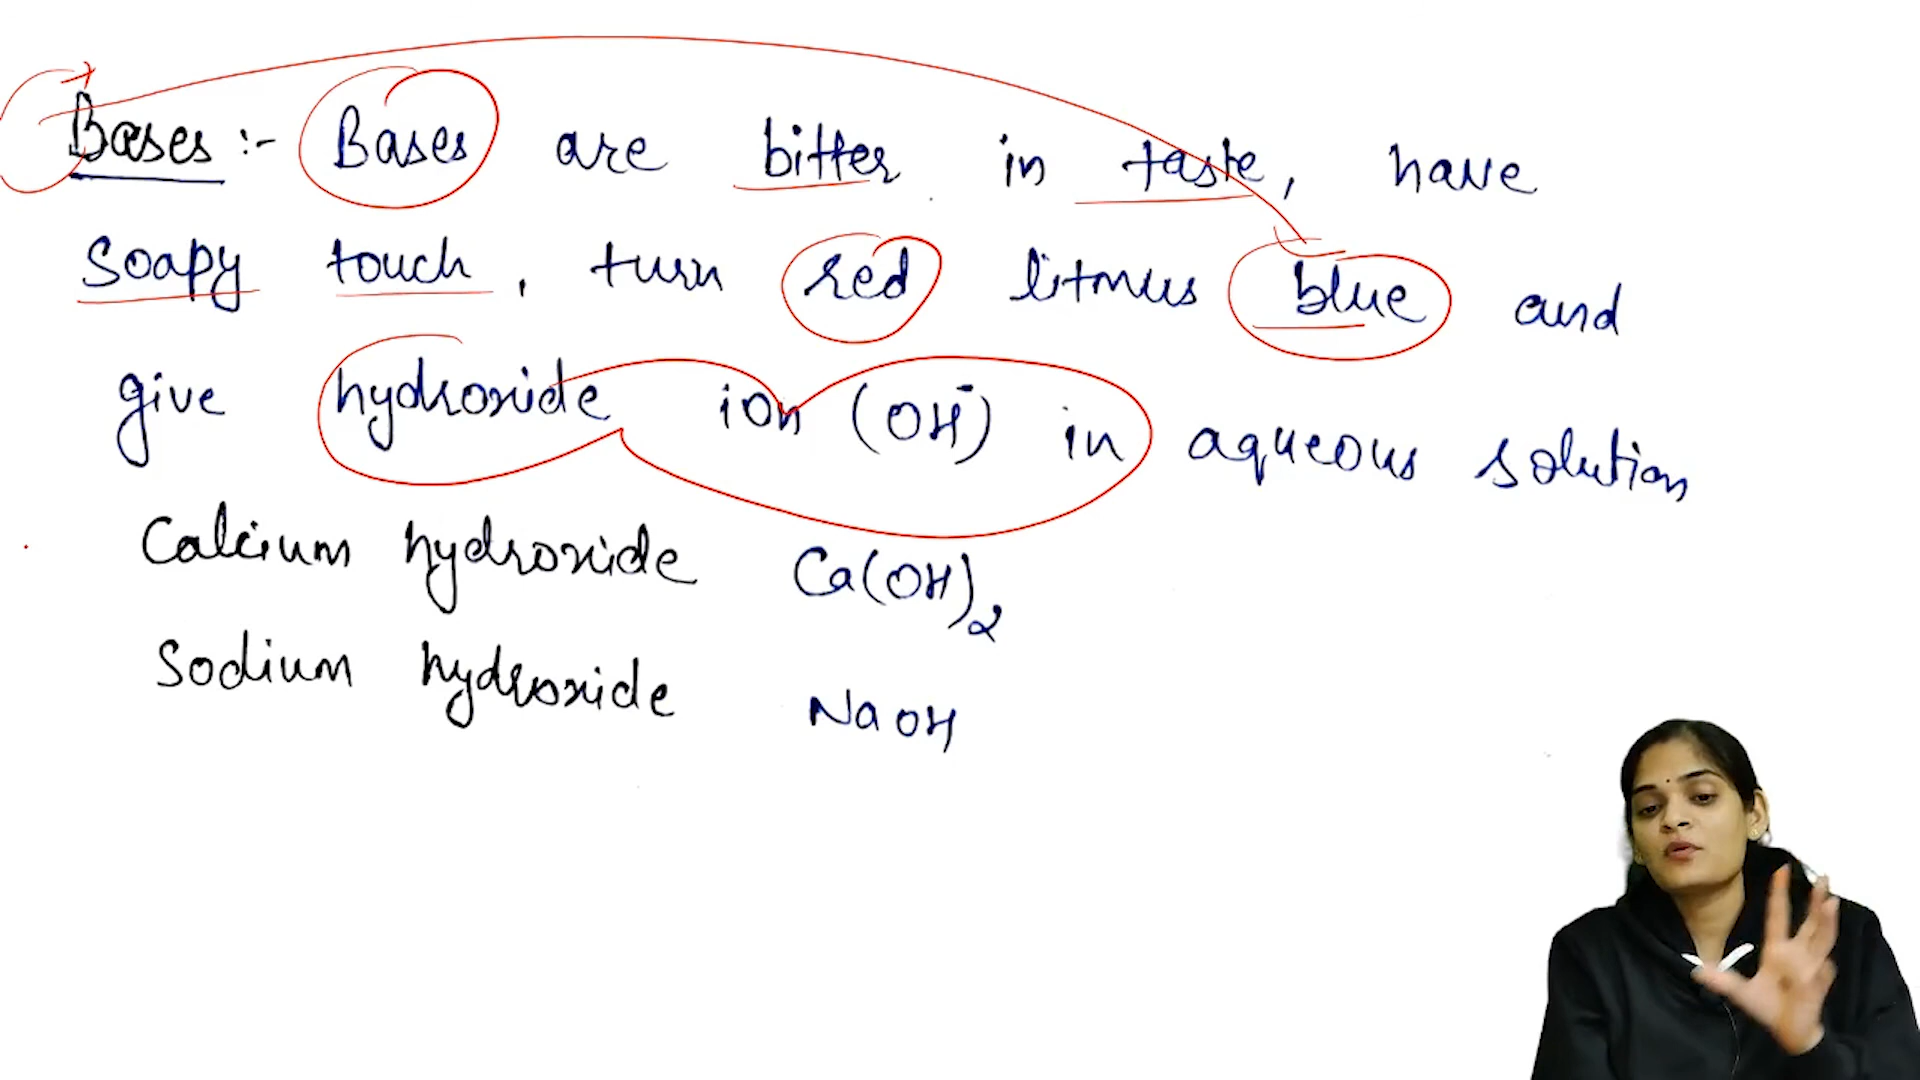 Bases :- Bases are bitter in taste, have
soapy touch, turn red litmus blue and
give hydroxide ion (OH⁻) in aqueous solution
Calcium hydroxide Ca(OH)₂
Sodium hydroxide NaOH